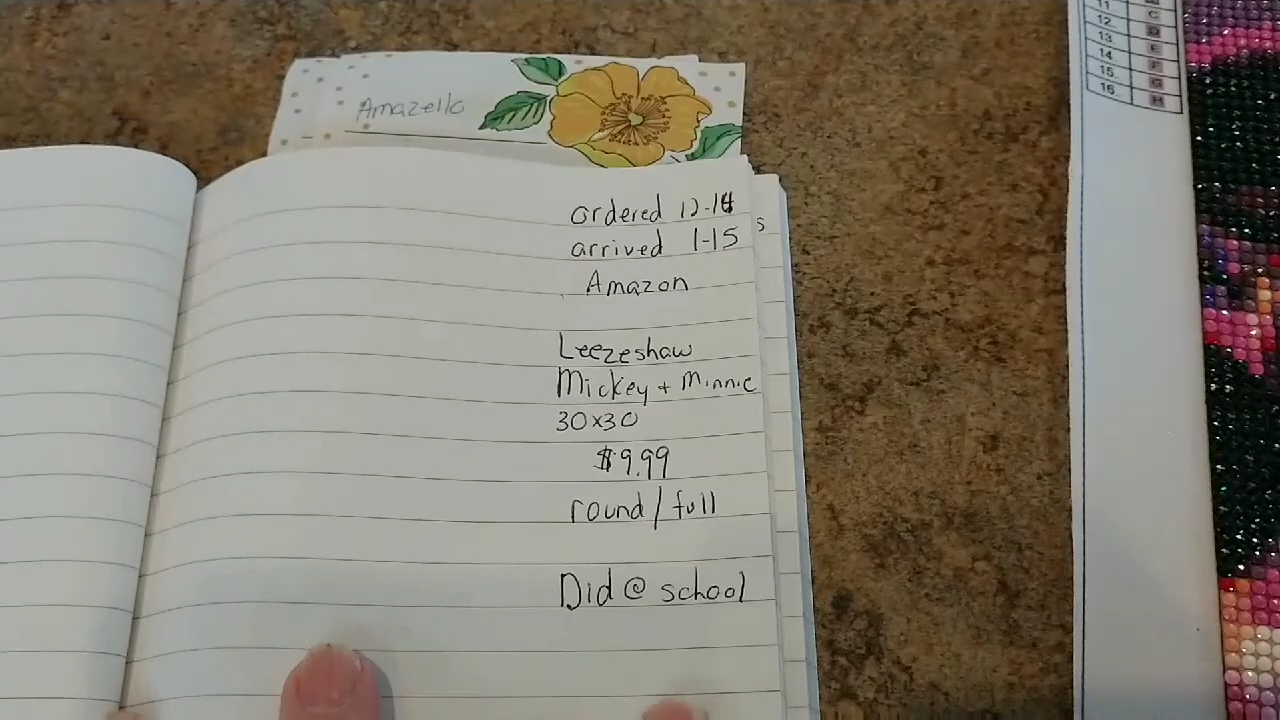 Amazello
ordered 12-14
s
arrived 1-15
Amazon
Leezeshaw
Mickey + Minnie
30x30
$9.99
round/full
Did @ school
11
12 C
13 D
14 E
15 F
16 G
H